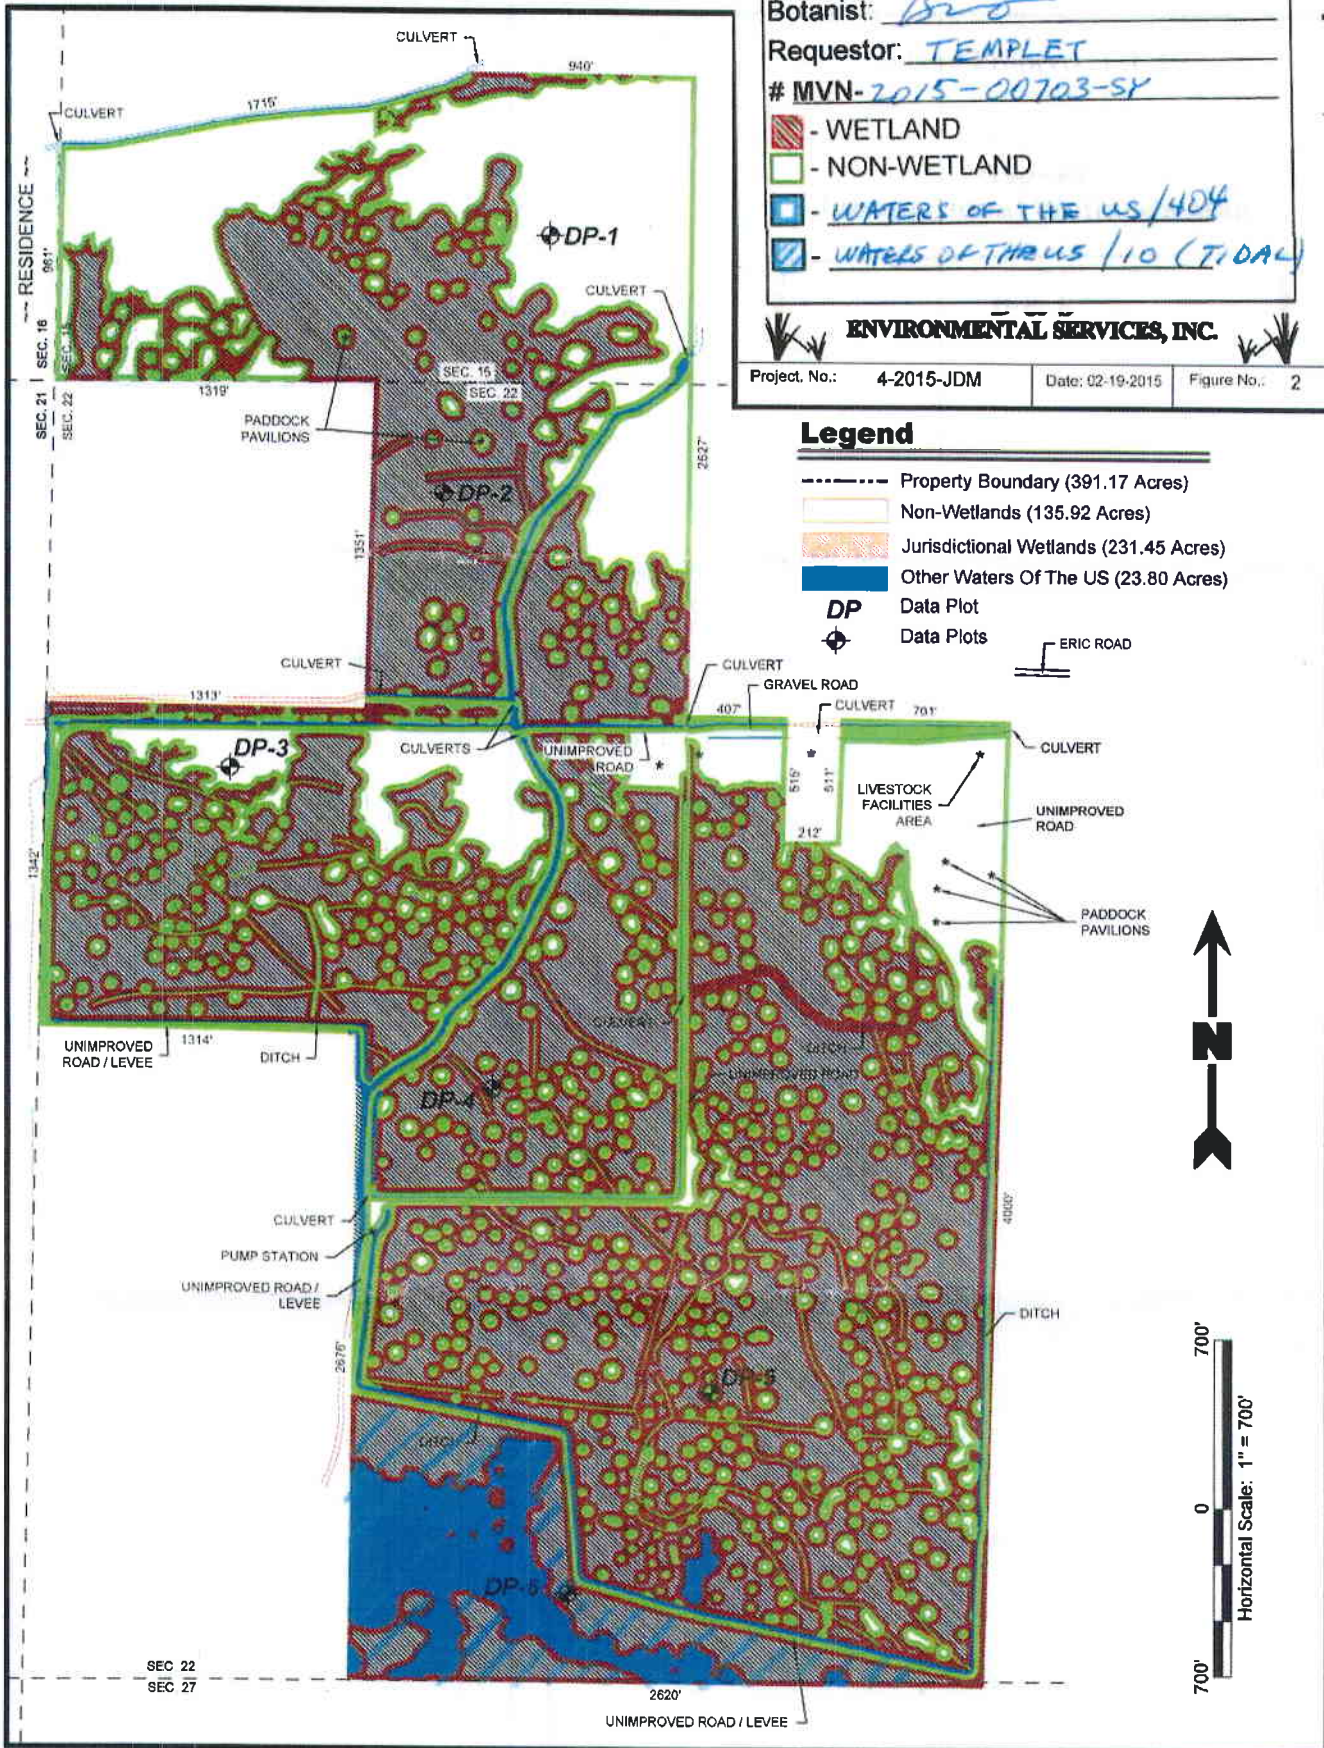 Botanist:
Requestor: TEMPLET
# MVN-2015-00703-SY
- WETLAND
- NON-WETLAND
- WATERS OF THE US/404
- WATERS OF THE US/10 (TIDAL)
ENVIRONMENTAL SERVICES, INC.
Project. No.: 4-2015-JDM
Date: 02-19-2015
Figure No.: 2
Legend
Property Boundary (391.17 Acres)
Non-Wetlands (135.92 Acres)
Jurisdictional Wetlands (231.45 Acres)
Other Waters Of The US (23.80 Acres)
DP Data Plot
Data Plots
ERIC ROAD
CULVERT
940'
1715'
CULVERT
~~ RESIDENCE ~~
961'
DP-1
CULVERT
SEC. 16
SEC. 15
SEC. 15
SEC. 22
SEC. 21
SEC. 22
1319'
PADDOCK
PAVILIONS
2627'
DP-2
1351'
CULVERT
1313'
CULVERT
GRAVEL ROAD
407'
CULVERT
701'
CULVERT
DP-3
CULVERTS
UNIMPROVED
ROAD
515'
511'
212'
LIVESTOCK
FACILITIES
AREA
UNIMPROVED
ROAD
1342'
PADDOCK
PAVILIONS
CULVERT
DITCH
1314'
UNIMPROVED
ROAD / LEVEE
DITCH
UNIMPROVED ROAD
DP-4
N
CULVERT
PUMP STATION
UNIMPROVED ROAD /
LEVEE
4000'
DITCH
2676'
DP-5
DITCH
DP-6
700'
0
700'
Horizontal Scale: 1" = 700'
SEC 22
SEC 27
2620'
UNIMPROVED ROAD / LEVEE